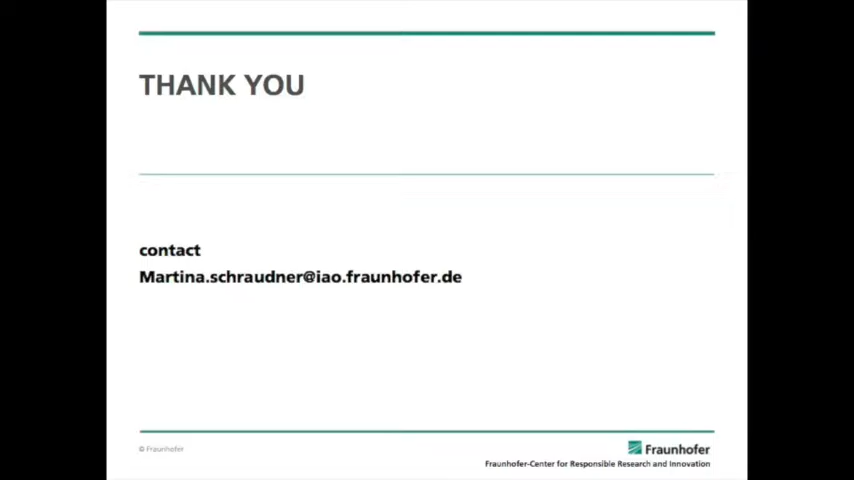 THANK YOU
contact
Martina.schraudner@iao.fraunhofer.de
© Fraunhofer
Fraunhofer
Fraunhofer-Center for Responsible Research and Innovation